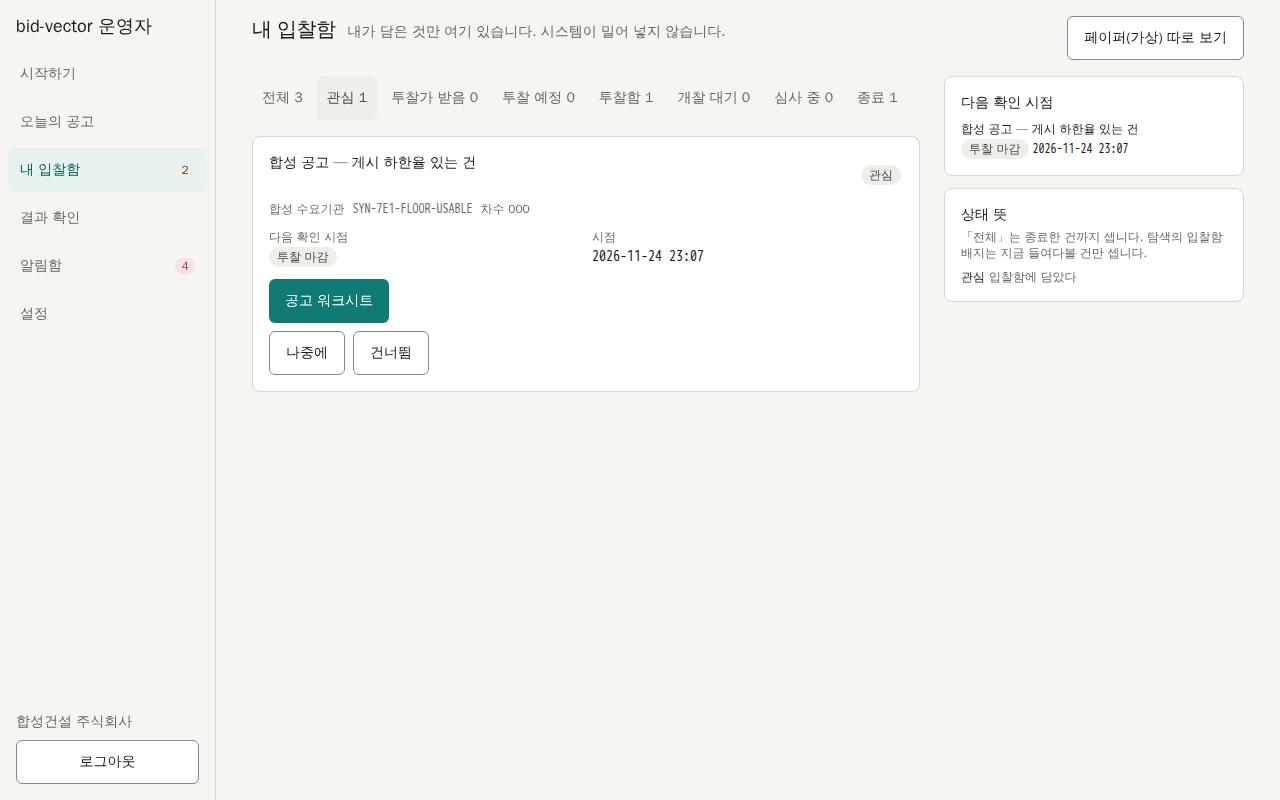 bid-vector 운영자
시작하기
오늘의 공고
내 입찰함 2
결과 확인
알림함 4
설정
합성건설 주식회사
로그아웃
내 입찰함 내가 담은 것만 여기 있습니다. 시스템이 밀어 넣지 않습니다.
페이퍼(가상) 따로 보기
전체 3 관심 1 투찰가 받음 0 투찰 예정 0 투찰함 1 개찰 대기 0 심사 중 0 종료 1
합성 공고 — 게시 하한율 있는 건
관심
합성 수요기관 SYN-7E1-FLOOR-USABLE 차수 000
다음 확인 시점 시점
투찰 마감 2026-11-24 23:07
공고 워크시트
나중에 건너뜀
다음 확인 시점
합성 공고 — 게시 하한율 있는 건
투찰 마감 2026-11-24 23:07
상태 뜻
「전체」는 종료한 건까지 셉니다. 탐색의 입찰함
배지는 지금 들여다볼 건만 셉니다.
관심 입찰함에 담았다